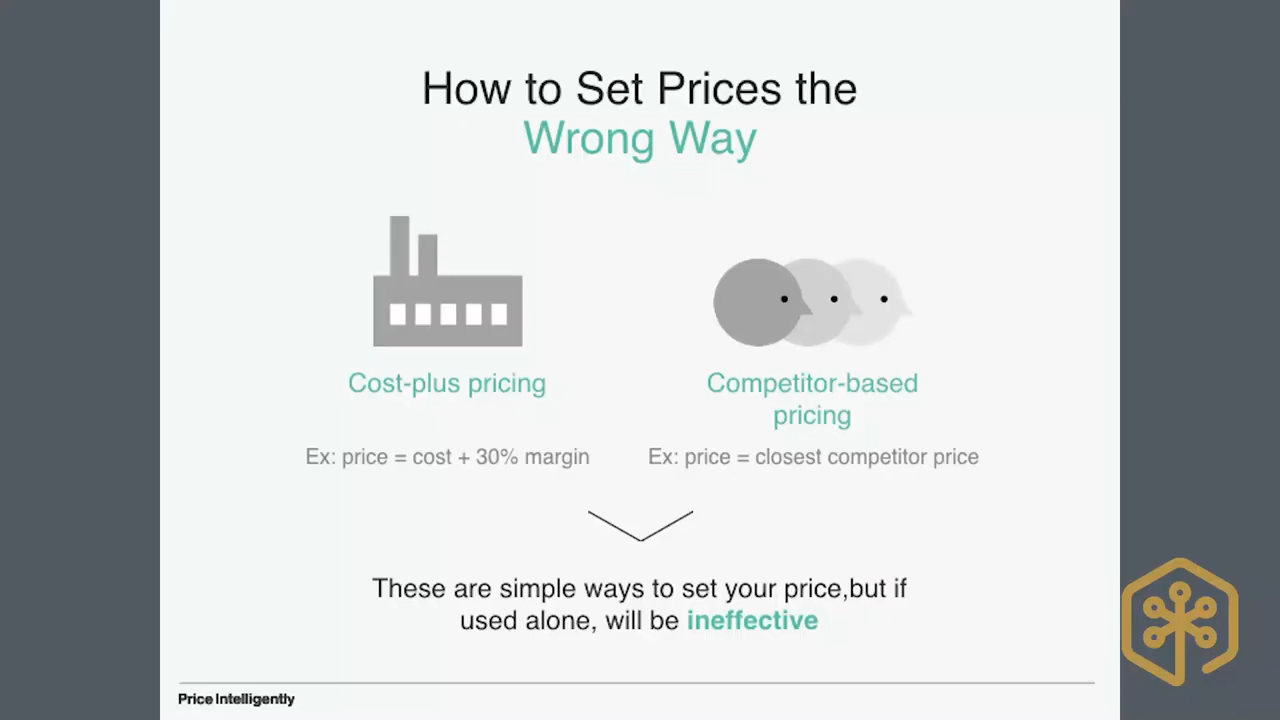 How to Set Prices the
Wrong Way
Cost-plus pricing
Competitor-based
pricing
Ex: price = cost + 30% margin
Ex: price = closest competitor price
These are simple ways to set your price,but if
used alone, will be ineffective
Price Intelligently